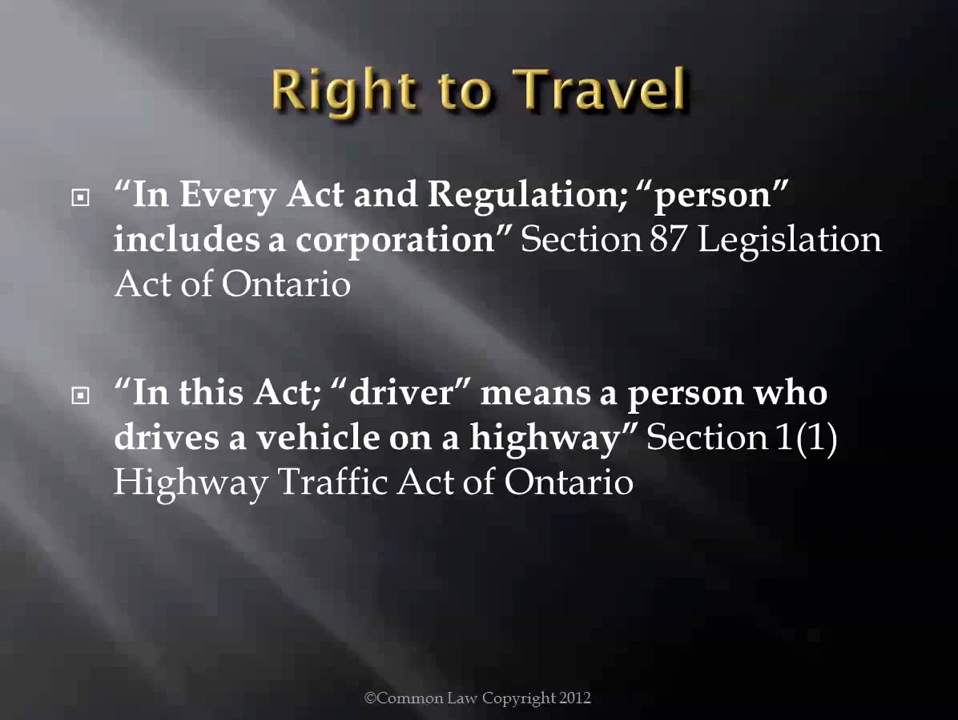 Right to Travel
“In Every Act and Regulation; “person”
includes a corporation” Section 87 Legislation
Act of Ontario
“In this Act; “driver” means a person who
drives a vehicle on a highway” Section 1(1)
Highway Traffic Act of Ontario
©Common Law Copyright 2012